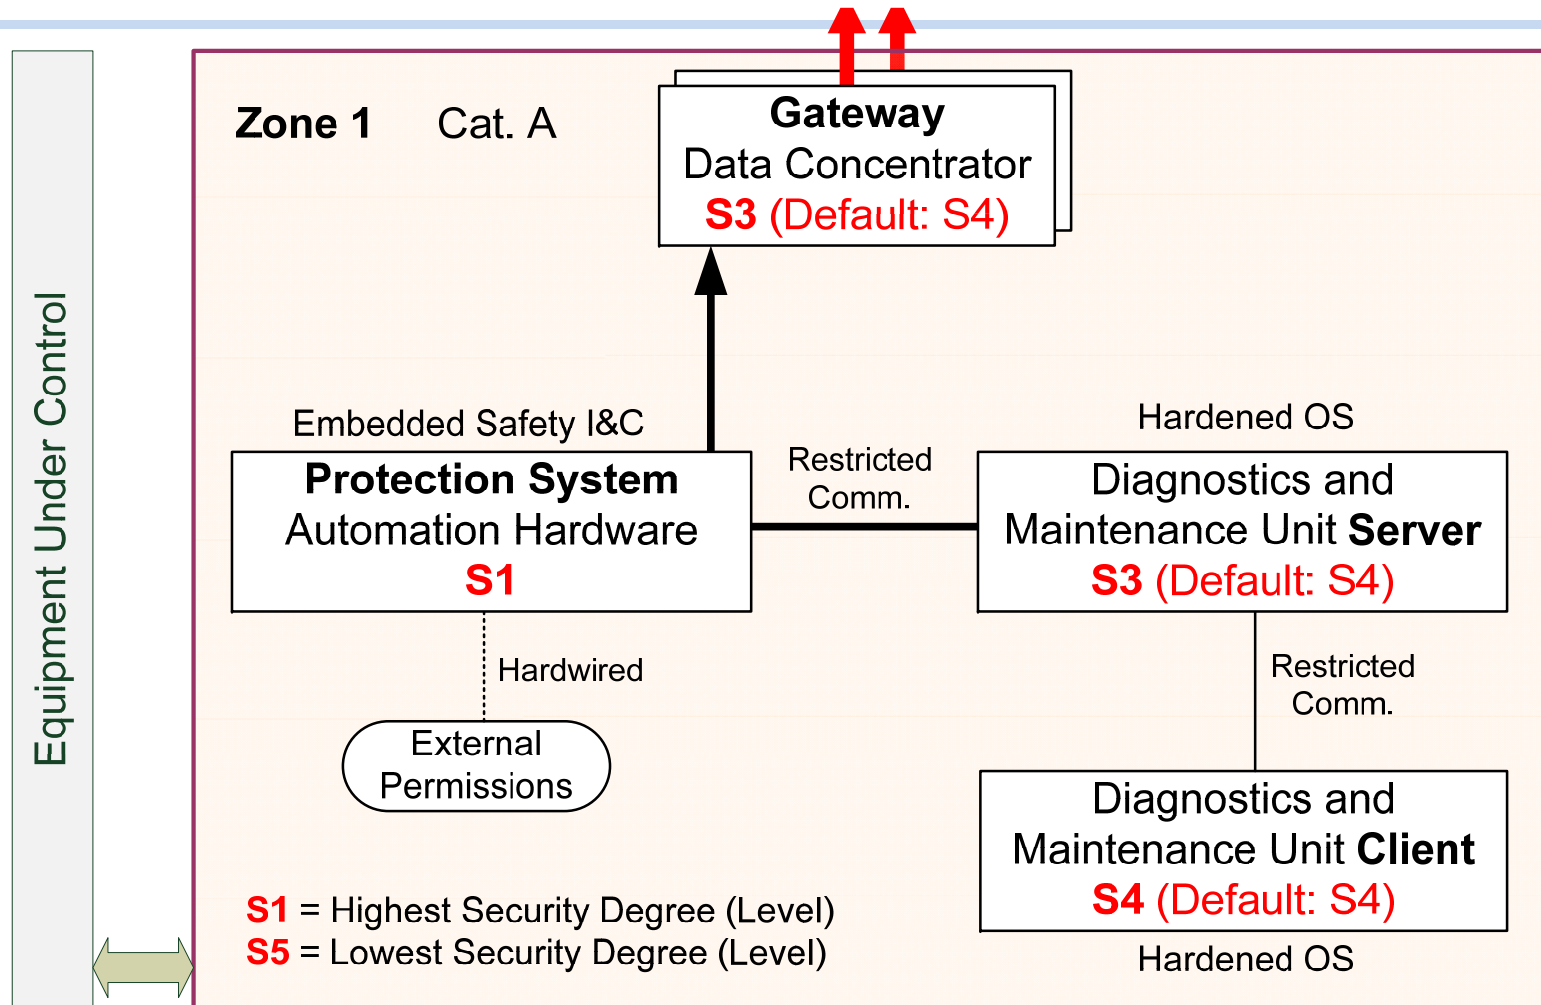 Equipment Under Control
Zone 1 Cat. A
Gateway
Data Concentrator
S3 (Default: S4)
Embedded Safety I&C
Protection System
Automation Hardware
S1
Restricted
Comm.
Hardened OS
Diagnostics and
Maintenance Unit Server
S3 (Default: S4)
Hardwired
External
Permissions
Restricted
Comm.
Diagnostics and
Maintenance Unit Client
S4 (Default: S4)
Hardened OS
S1 = Highest Security Degree (Level)
S5 = Lowest Security Degree (Level)